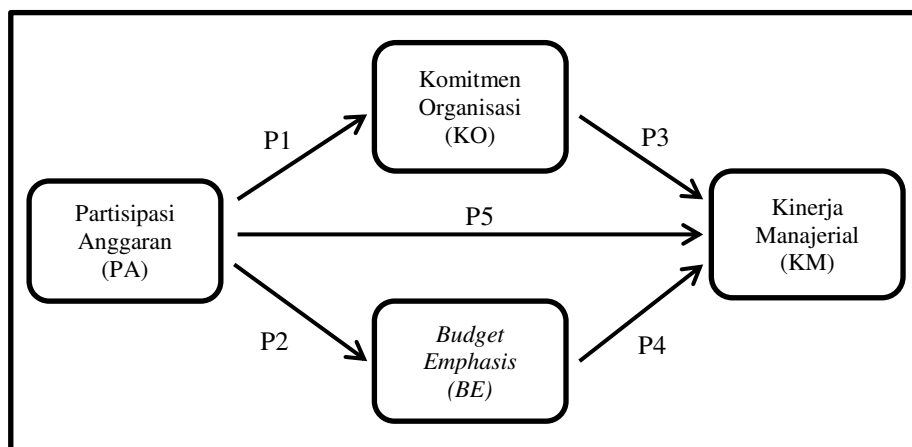 Komitmen
Organisasi
(KO)
P1
P3
Partisipasi
Anggaran
(PA)
P5
Kinerja
Manajerial
(KM)
P2
Budget
Emphasis
(BE)
P4